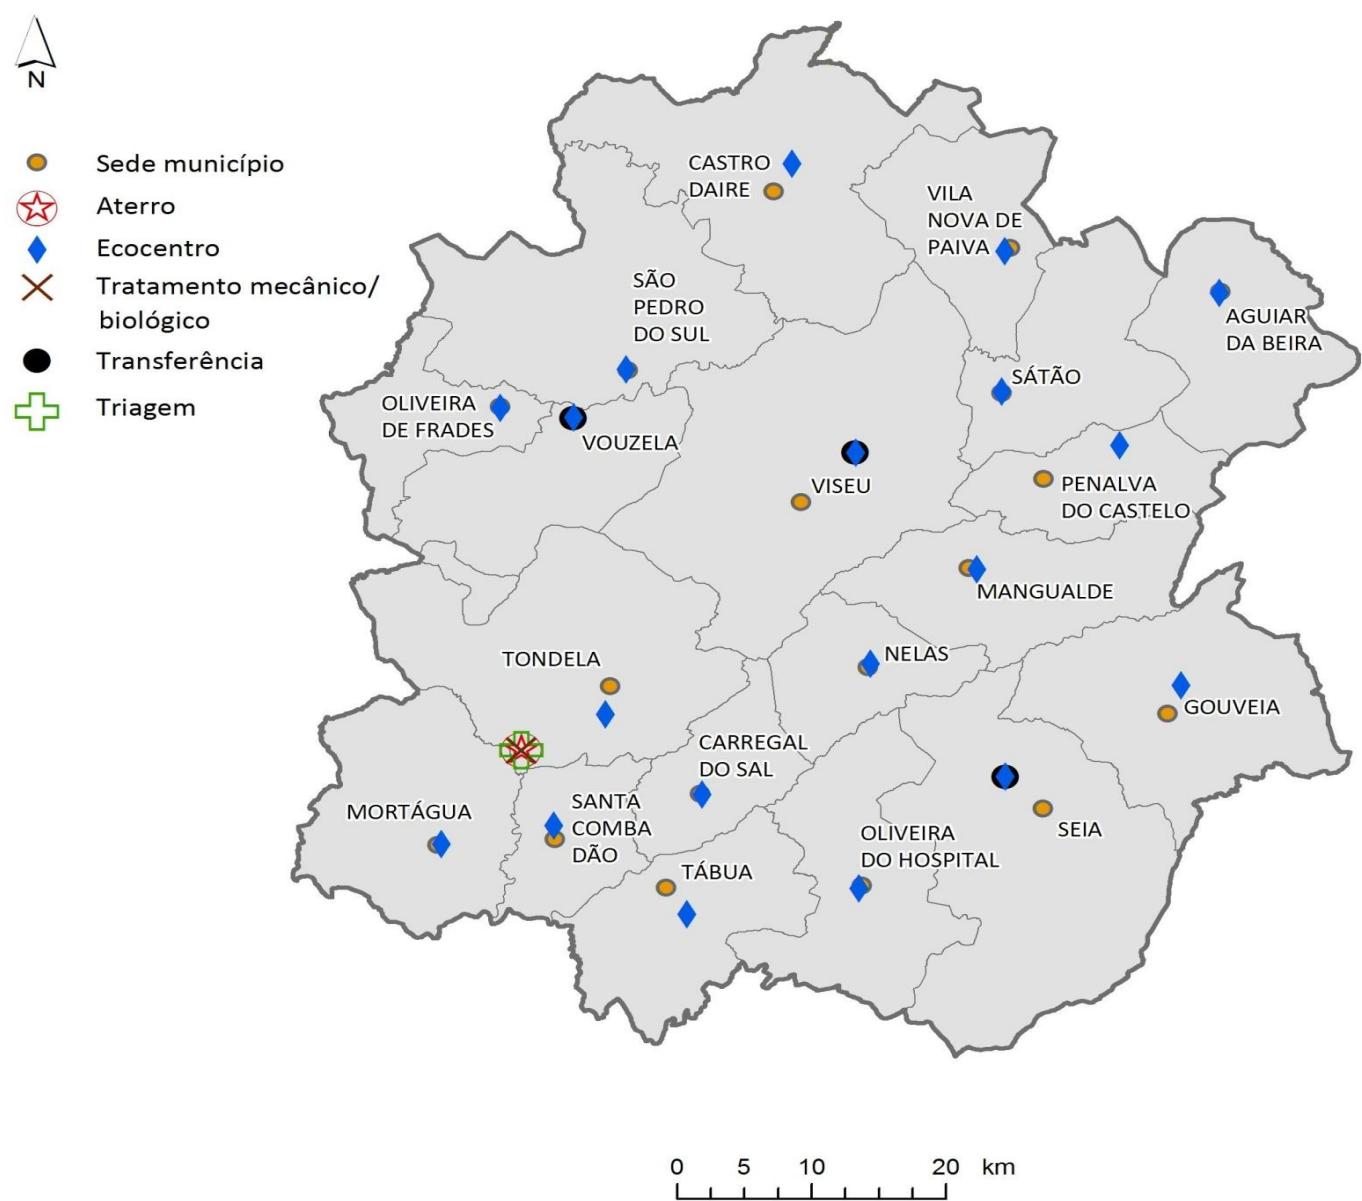 N
Sede município
Aterro
Ecocentro
Tratamento mecânico/
biológico
Transferência
Triagem
CASTRO
DAIRE
VILA
NOVA DE
PAIVA
SÃO
PEDRO
DO SUL
AGUIAR
DA BEIRA
SÁTÃO
OLIVEIRA
DE FRADES
VOUZELA
VISEU
PENALVA
DO CASTELO
MANGUALDE
NELAS
TONDELA
GOUVEIA
CARREGAL
DO SAL
MORTÁGUA
SANTA
COMBA
DÃO
OLIVEIRA
DO HOSPITAL
SEIA
TÁBUA
0 5 10 20 km